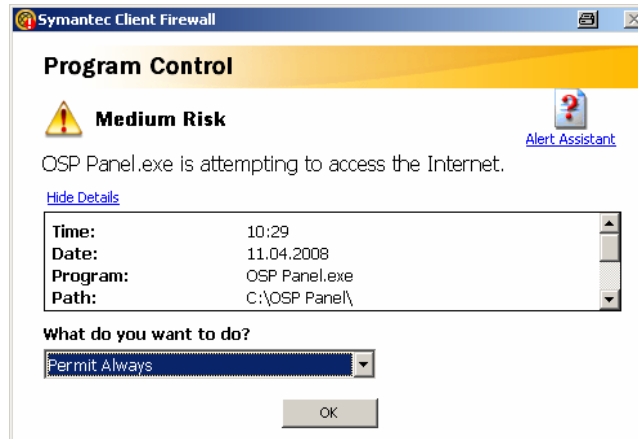 Symantec Client Firewall
Program Control
Medium Risk
Alert Assistant
OSP Panel.exe is attempting to access the Internet.
Hide Details
Time: 10:29
Date: 11.04.2008
Program: OSP Panel.exe
Path: C:\OSP Panel\
What do you want to do?
Permit Always
OK